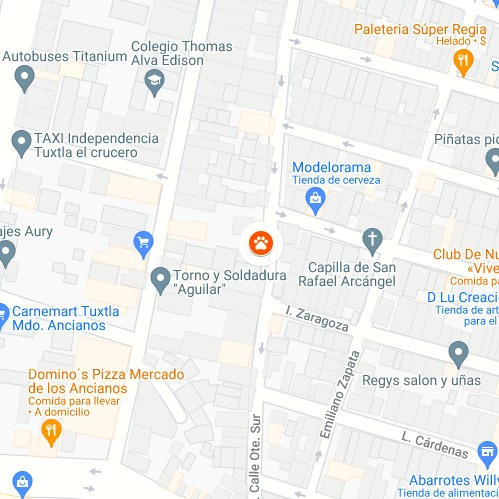 Paleteria Súper Regia
Helado • $
Colegio Thomas
Alva Edison
Autobuses Titanium
S
TAXI Independencia
Tuxtla el crucero
Piñatas pic
Modelorama
Tienda de cerveza
ajes Aury
Capilla de San
Rafael Arcángel
Club De Nu
«Vive
Comida pa
Torno y Soldadura
"Aguilar"
D Lu Creacio
Tienda de art
para el
Carnemart Tuxtla
Mdo. Ancianos
I. Zaragoza
Domino´s Pizza Mercado
de los Ancianos
Comida para llevar
• A domicilio
Regys salon y uñas
Emiliano Zapata
. Calle Ote. Sur
L. Cárdenas
Abarrotes Willy
Tienda de alimentació